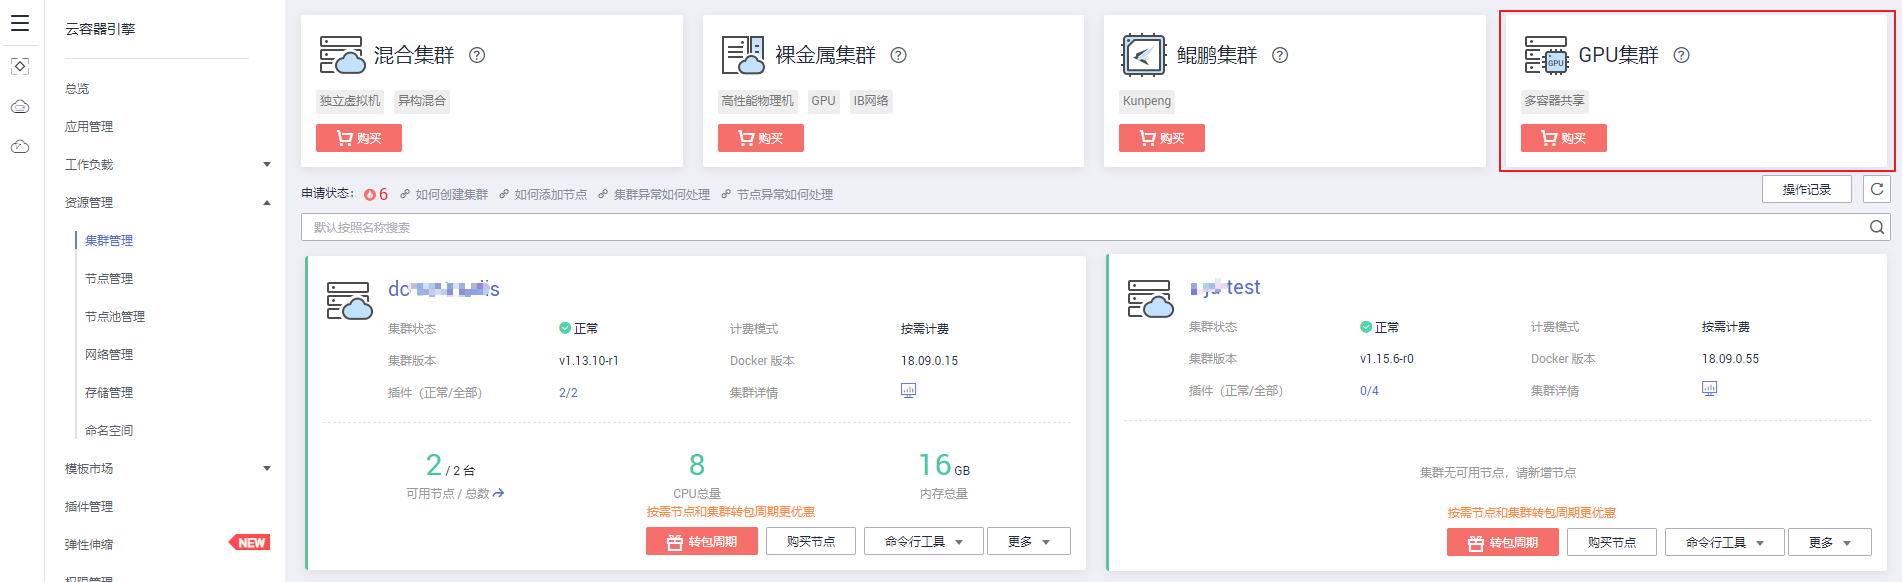 云容器引擎
总览
应用管理
工作负载
资源管理
集群管理
节点管理
节点池管理
网络管理
存储管理
命名空间
模板市场
插件管理
弹性伸缩 NEW
权限管理
混合集群
独立虚拟机 异构混合
购买
裸金属集群
高性能物理机 GPU IB网络
购买
鲲鹏集群
Kunpeng
购买
GPU
GPU集群
多容器共享
购买
申请状态： 6 如何创建集群 如何添加节点 集群异常如何处理 节点异常如何处理
操作记录
默认按照名称搜索
集群状态 正常 计费模式 按需计费
集群版本 v1.13.10-r1 Docker 版本 18.09.0.15
插件（正常/全部） 2/2 集群详情
2 / 2 台 8 16 GB
可用节点 / 总数 CPU总量 内存总量
按需节点和集群转包周期更优惠
转包周期 购买节点 命令行工具 更多
test
集群状态 正常 计费模式 按需计费
集群版本 v1.15.6-r0 Docker 版本 18.09.0.55
插件（正常/全部） 0/4 集群详情
集群无可用节点，请新增节点
按需节点和集群转包周期更优惠
转包周期 购买节点 命令行工具 更多